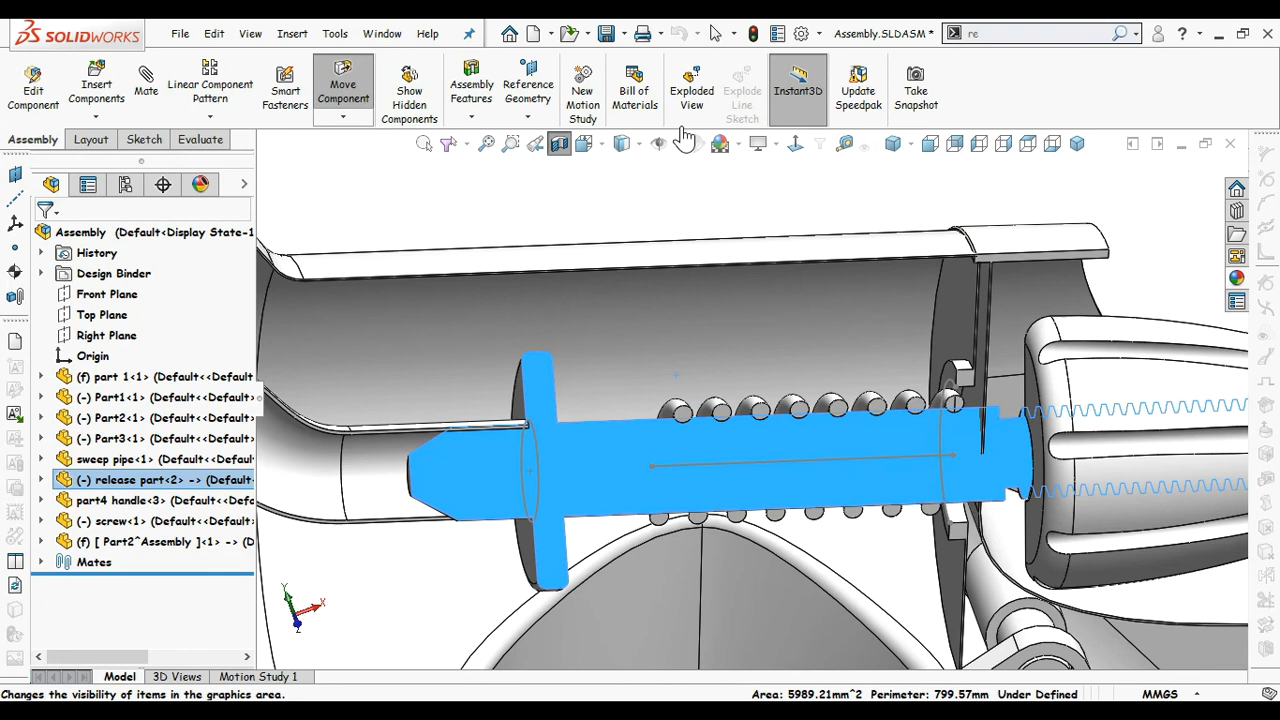 SOLIDWORKS
File Edit View Insert Tools Window Help
Assembly.SLDASM *
re
?
Edit Component
Insert Components
Mate
Linear Component Pattern
Smart Fasteners
Move Component
Show Hidden Components
Assembly Features
Reference Geometry
New Motion Study
Bill of Materials
Exploded View
Explode Line Sketch
Instant3D
Update Speedpak
Take Snapshot
Assembly Layout Sketch Evaluate
Assembly (Default<Display State-1
History
Design Binder
Front Plane
Top Plane
Right Plane
Origin
(f) part 1<1> (Default<<Default
(-) Part1<1> (Default<<Default_
(-) Part2<1> (Default<<Default_
(-) Part3<1> (Default<<Default_
sweep pipe<1> (Default<<Defa
(-) release part<2> -> (Default<
part4 handle<3> (Default<<Def
(-) screw<1> (Default<<Default
(f) [ Part2^Assembly ]<1> -> (D
Mates
Y
X
Z
Model 3D Views Motion Study 1
Changes the visibility of items in the graphics area.
Area: 5989.21mm^2 Perimeter: 799.57mm Under Defined
MMGS